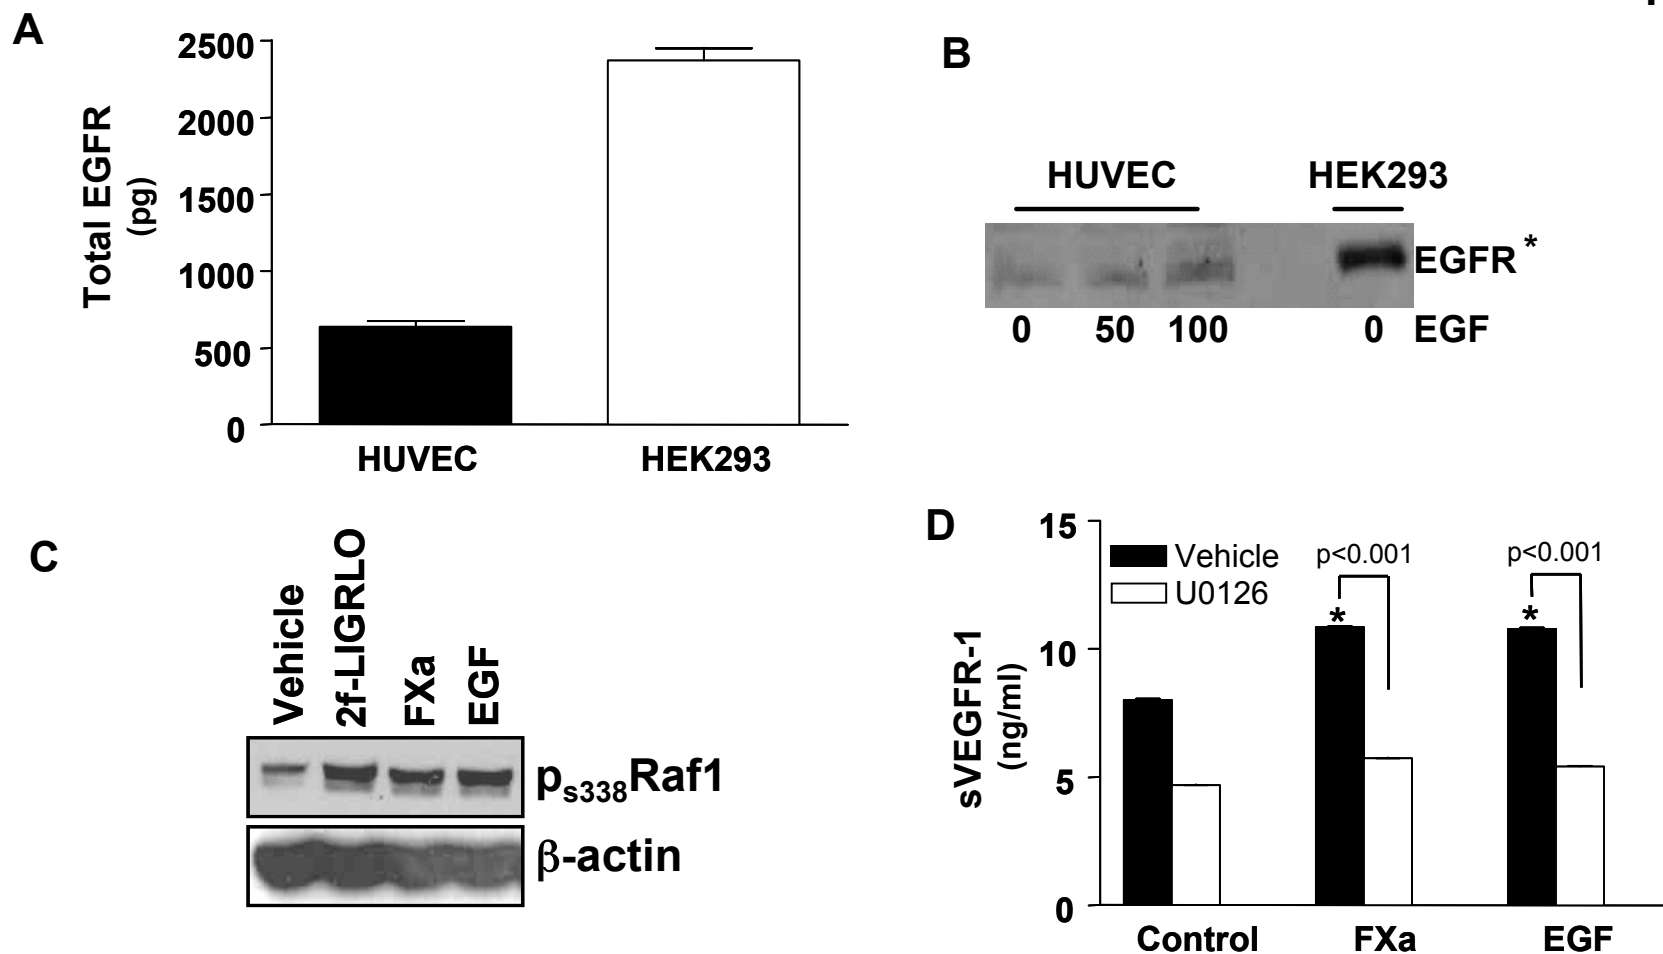 A
2500
2000
1500
1000
500
0
Total EGFR
(pg)
HUVEC HEK293
B
HUVEC HEK293
EGFR *
0 50 100 0 EGF
C
Vehicle
2f-LIGRLO
FXa
EGF
ps338Raf1
β-actin
D
15
10
5
0
sVEGFR-1
(ng/ml)
Vehicle
U0126
p<0.001 p<0.001
* *
Control FXa EGF